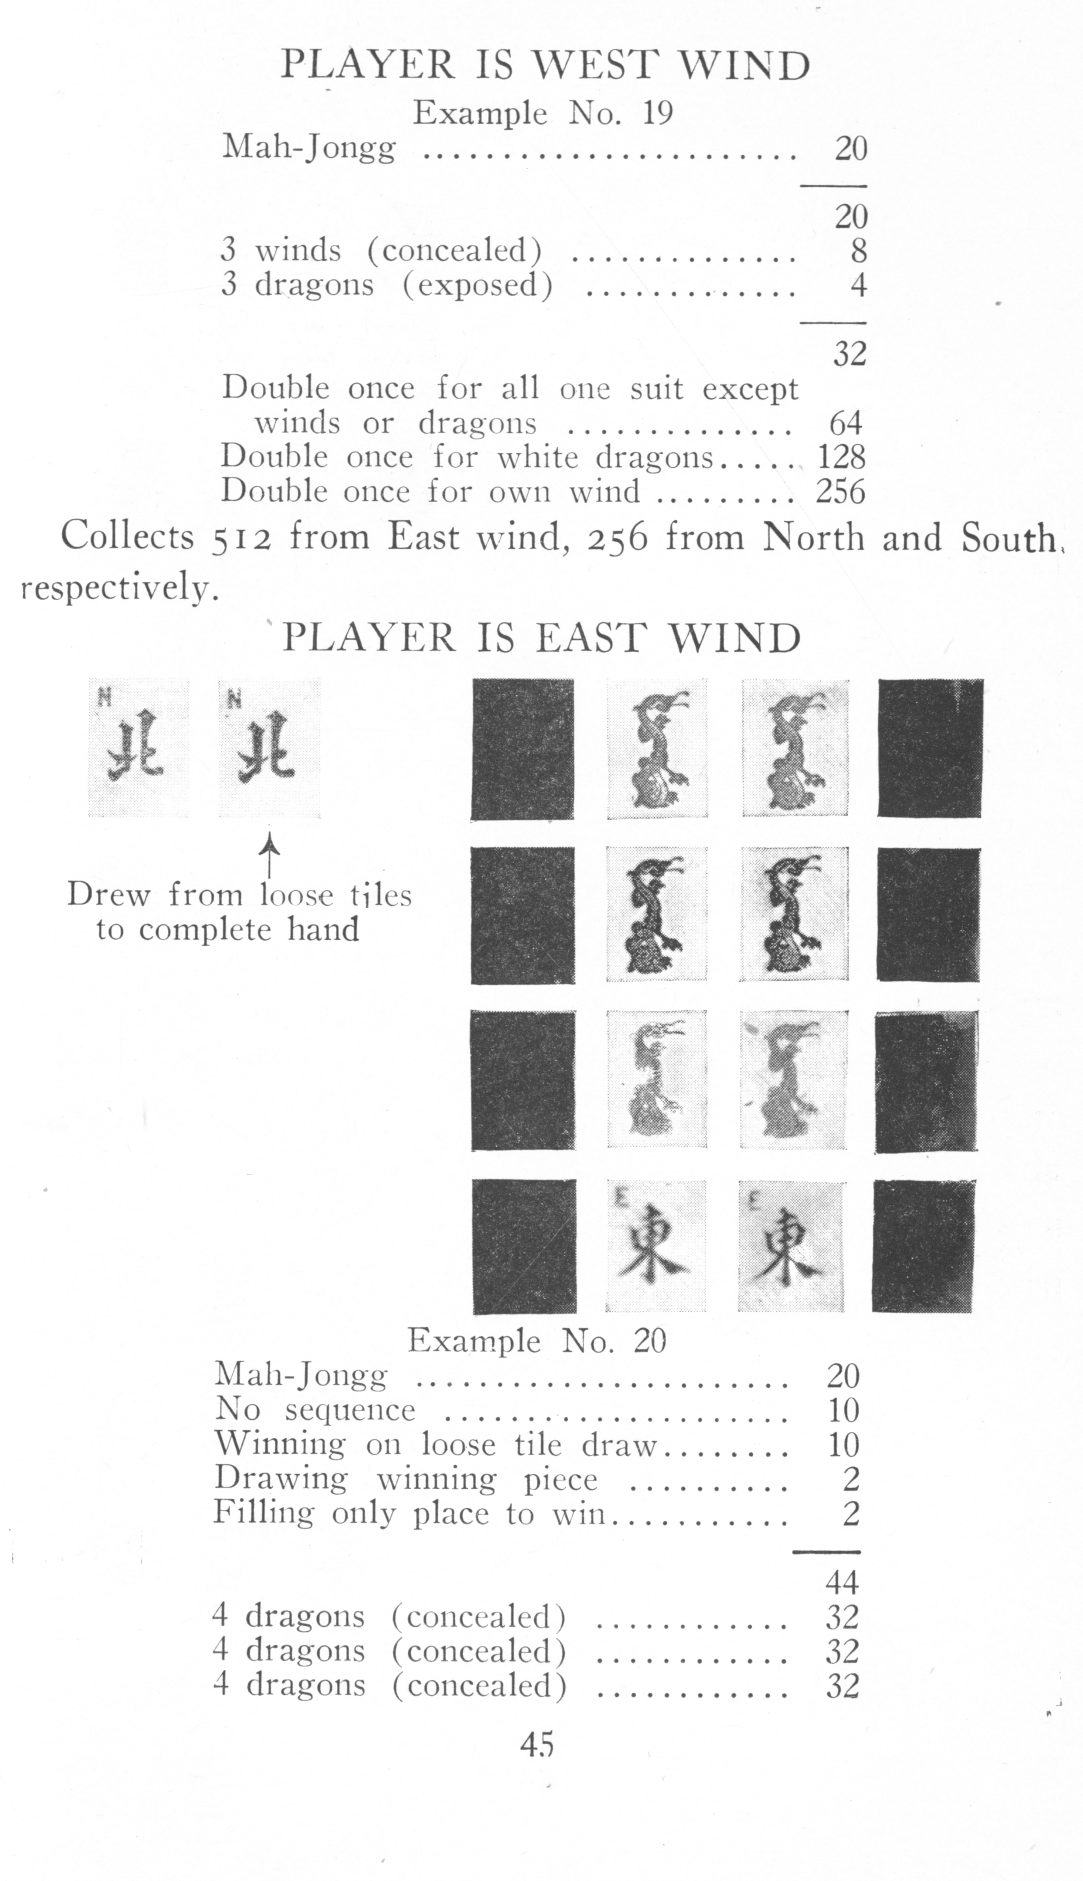 PLAYER IS WEST WIND
Example No. 19
Mah-Jongg ........................ 20
20
3 winds (concealed) .............. 8
3 dragons (exposed) ............. 4
32
Double once for all one suit except
winds or dragons .............. 64
Double once for white dragons..... 128
Double once for own wind ......... 256
Collects 512 from East wind, 256 from North and South,
respectively.
PLAYER IS EAST WIND
N N
北 北
Drew from loose tiles
to complete hand
E E
東 東
Example No. 20
Mah-Jongg ........................ 20
No sequence ...................... 10
Winning on loose tile draw........ 10
Drawing winning piece .......... 2
Filling only place to win........... 2
44
4 dragons (concealed) ............ 32
4 dragons (concealed) ............ 32
4 dragons (concealed) ............ 32
45